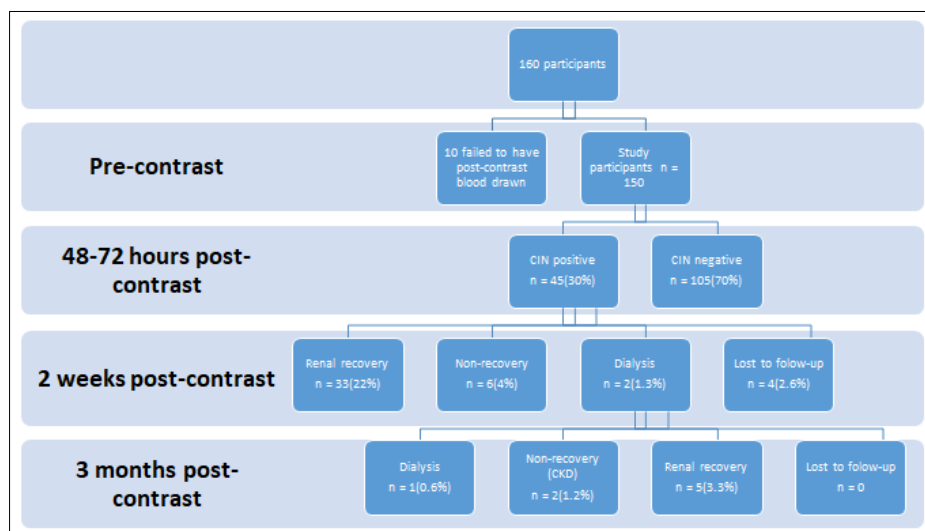 160 participants
Pre-contrast
10 failed to have
post-contrast
blood drawn
Study
participants n =
150
48-72 hours post-
contrast
CIN positive
n = 45(30%)
CIN negative
n = 105(70%)
2 weeks post-contrast
Renal recovery
n = 33(22%)
Non-recovery
n = 6(4%)
Dialysis
n = 2(1.3%)
Lost to folow-up
n = 4(2.6%)
3 months post-
contrast
Dialysis
n = 1(0.6%)
Non-recovery
(CKD)
n = 2(1.2%)
Renal recovery
n = 5(3.3%)
Lost to folow-up
n = 0